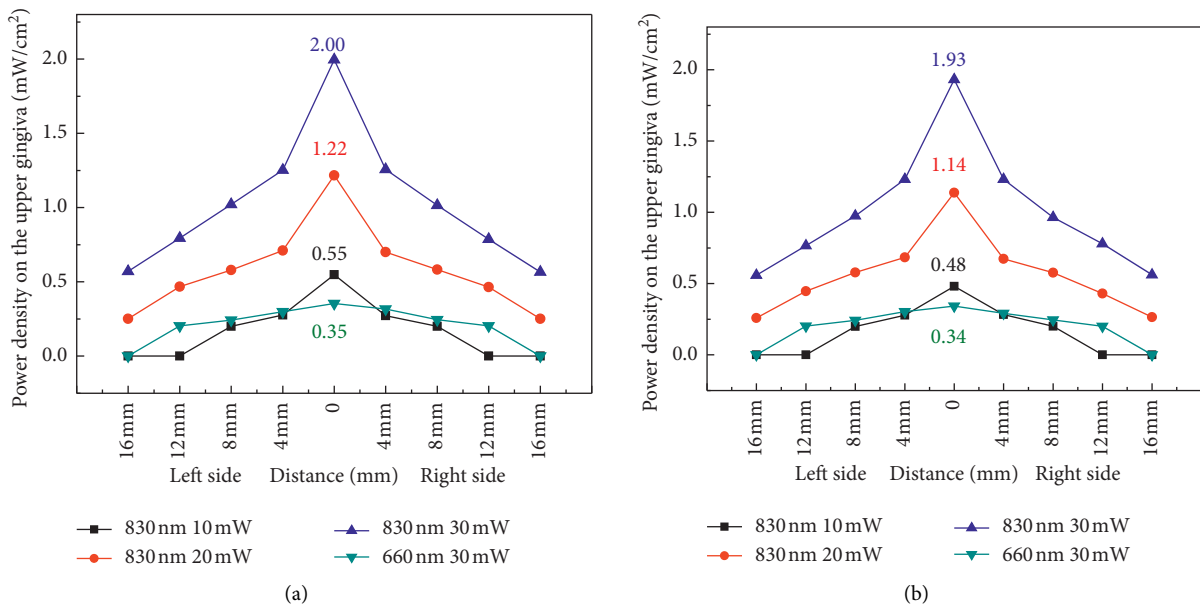 (a)
Power density on the upper gingiva (mW/cm²)
2.0
1.5
1.0
0.5
0.0
2.00
1.22
0.55
0.35
16 mm
12 mm
8 mm
4 mm
0
4 mm
8 mm
12 mm
16 mm
Left side Distance (mm) Right side
830 nm 10 mW 830 nm 30 mW
830 nm 20 mW 660 nm 30 mW
(a)
(b)
Power density on the upper gingiva (mW/cm²)
2.0
1.5
1.0
0.5
0.0
1.93
1.14
0.48
0.34
16 mm
12 mm
8 mm
4 mm
0
4 mm
8 mm
12 mm
16 mm
Left side Distance (mm) Right side
830 nm 10 mW 830 nm 30 mW
830 nm 20 mW 660 nm 30 mW
(b)